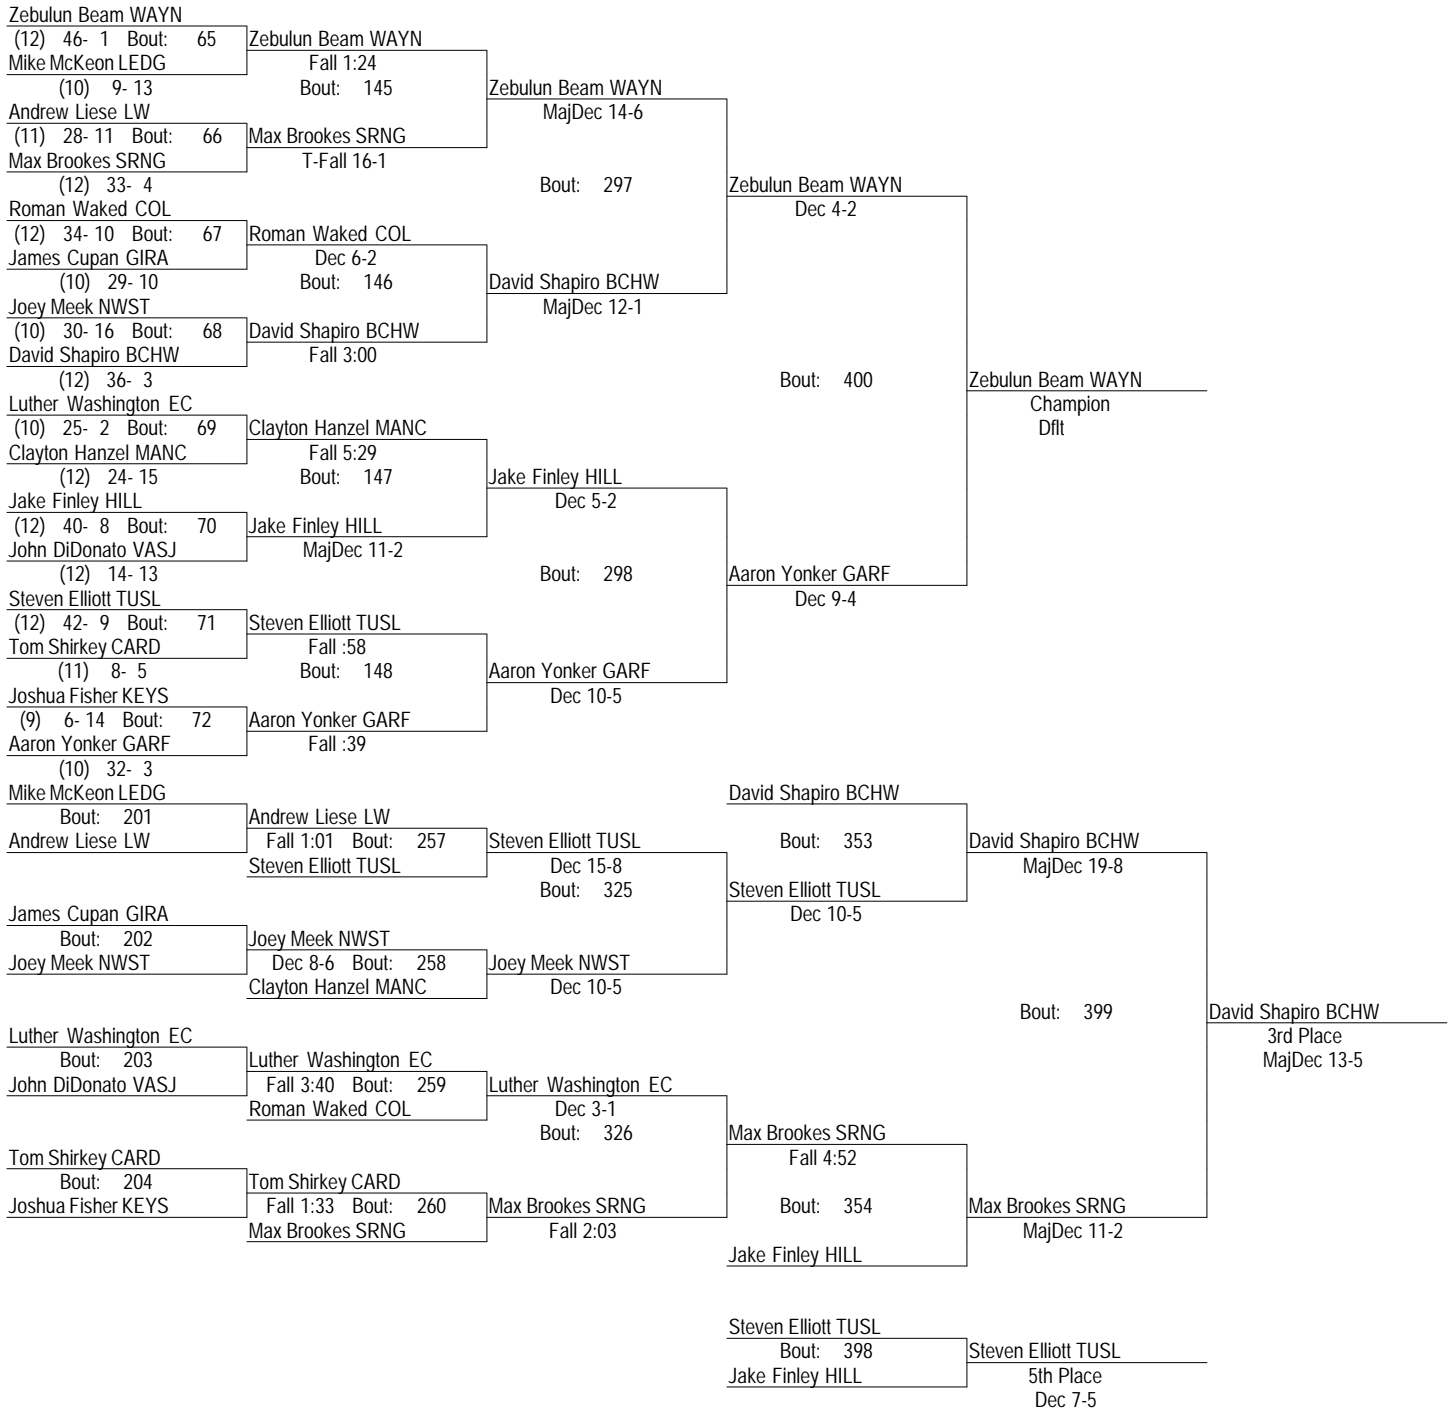 Zebulun Beam WAYN
(12) 46- 1 Bout: 65 Zebulun Beam WAYN
Mike McKeon LEDG Fall 1:24
(10) 9- 13 Bout: 145 Zebulun Beam WAYN
Andrew Liese LW MajDec 14-6
(11) 28- 11 Bout: 66 Max Brookes SRNG
Max Brookes SRNG T-Fall 16-1
(12) 33- 4 Bout: 297 Zebulun Beam WAYN
Roman Waked COL Dec 4-2
(12) 34- 10 Bout: 67 Roman Waked COL
James Cupan GIRA Dec 6-2
(10) 29- 10 Bout: 146 David Shapiro BCHW
Joey Meek NWST MajDec 12-1
(10) 30- 16 Bout: 68 David Shapiro BCHW
David Shapiro BCHW Fall 3:00
(12) 36- 3 Bout: 400 Zebulun Beam WAYN
Luther Washington EC Champion
(10) 25- 2 Bout: 69 Clayton Hanzel MANC Dflt
Clayton Hanzel MANC Fall 5:29
(12) 24- 15 Bout: 147 Jake Finley HILL
Jake Finley HILL Dec 5-2
(12) 40- 8 Bout: 70 Jake Finley HILL
John DiDonato VASJ MajDec 11-2
(12) 14- 13 Bout: 298 Aaron Yonker GARF
Steven Elliott TUSL Dec 9-4
(12) 42- 9 Bout: 71 Steven Elliott TUSL
Tom Shirkey CARD Fall :58
(11) 8- 5 Bout: 148 Aaron Yonker GARF
Joshua Fisher KEYS Dec 10-5
(9) 6- 14 Bout: 72 Aaron Yonker GARF
Aaron Yonker GARF Fall :39
(10) 32- 3
Mike McKeon LEDG David Shapiro BCHW
Bout: 201 Andrew Liese LW
Andrew Liese LW Fall 1:01 Bout: 257 Steven Elliott TUSL Bout: 353 David Shapiro BCHW
Steven Elliott TUSL Dec 15-8 MajDec 19-8
Bout: 325 Steven Elliott TUSL
James Cupan GIRA Dec 10-5
Bout: 202 Joey Meek NWST
Joey Meek NWST Dec 8-6 Bout: 258 Joey Meek NWST
Clayton Hanzel MANC Dec 10-5
Bout: 399 David Shapiro BCHW
Luther Washington EC 3rd Place
Bout: 203 Luther Washington EC MajDec 13-5
John DiDonato VASJ Fall 3:40 Bout: 259 Luther Washington EC
Roman Waked COL Dec 3-1
Bout: 326 Max Brookes SRNG
Tom Shirkey CARD Fall 4:52
Bout: 204 Tom Shirkey CARD
Joshua Fisher KEYS Fall 1:33 Bout: 260 Max Brookes SRNG Bout: 354 Max Brookes SRNG
Max Brookes SRNG Fall 2:03 MajDec 11-2
Jake Finley HILL
Steven Elliott TUSL
Bout: 398 Steven Elliott TUSL
Jake Finley HILL 5th Place
Dec 7-5